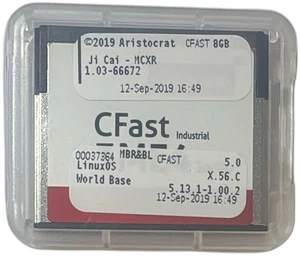 ©2019 Aristocrat CFAST 8GB
Ji Cai - MCXR
1.03-66672
12-Sep-2019 16:49
CFast Industrial
00037364 MBR&BL CFAST 5.0
LinuxOS X.56.C
World Base 5.13.1-1.00.2
12-Sep-2019 16:49